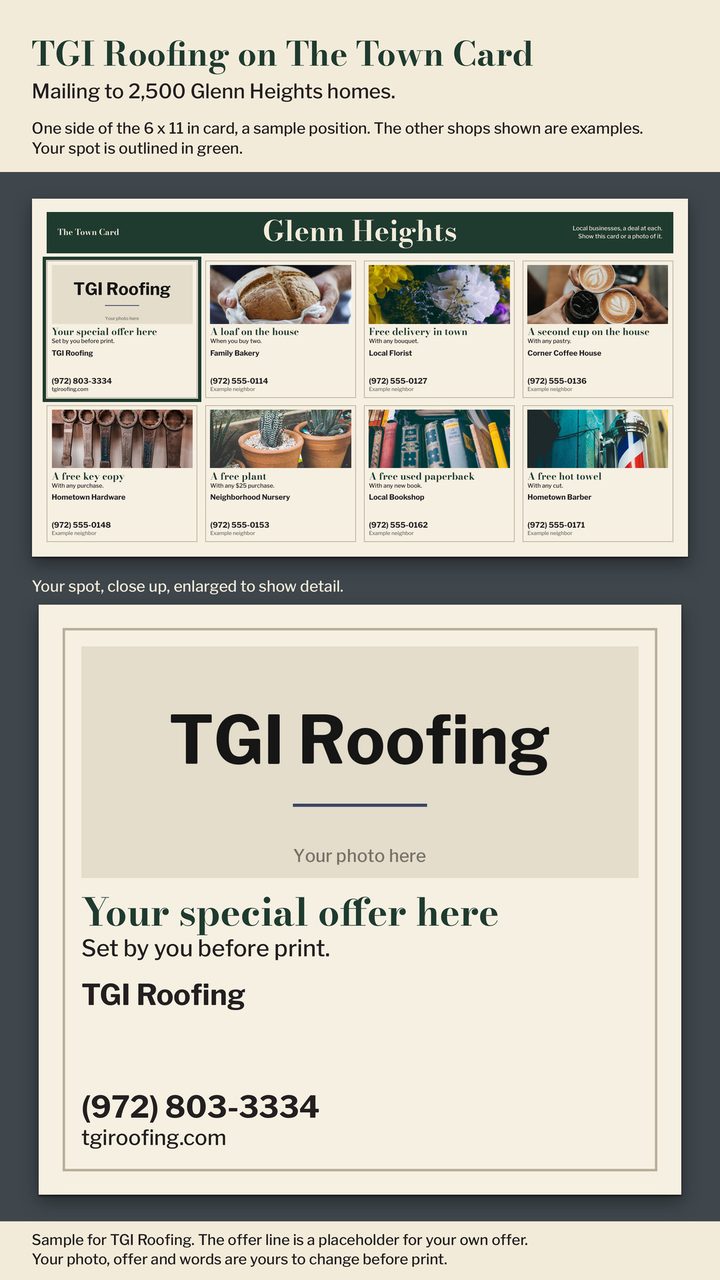 TGI Roofing on The Town Card
Mailing to 2,500 Glenn Heights homes.
One side of the 6 x 11 in card, a sample position. The other shops shown are examples.
Your spot is outlined in green.
The Town Card
Glenn Heights
Local businesses, a deal at each.
Show this card or a photo of it.
TGI Roofing
Your photo here
Your special offer here
Set by you before print.
TGI Roofing
(972) 803-3334
tgiroofing.com
A loaf on the house
When you buy two.
Family Bakery
(972) 555-0114
Example neighbor
Free delivery in town
With any bouquet.
Local Florist
(972) 555-0127
Example neighbor
A second cup on the house
With any pastry.
Corner Coffee House
(972) 555-0136
Example neighbor
A free key copy
With any purchase.
Hometown Hardware
(972) 555-0148
Example neighbor
A free plant
With any $25 purchase.
Neighborhood Nursery
(972) 555-0153
Example neighbor
A free used paperback
With any new book.
Local Bookshop
(972) 555-0162
Example neighbor
A free hot towel
With any cut.
Hometown Barber
(972) 555-0171
Example neighbor
Your spot, close up, enlarged to show detail.
TGI Roofing
Your photo here
Your special offer here
Set by you before print.
TGI Roofing
(972) 803-3334
tgiroofing.com
Sample for TGI Roofing. The offer line is a placeholder for your own offer.
Your photo, offer and words are yours to change before print.